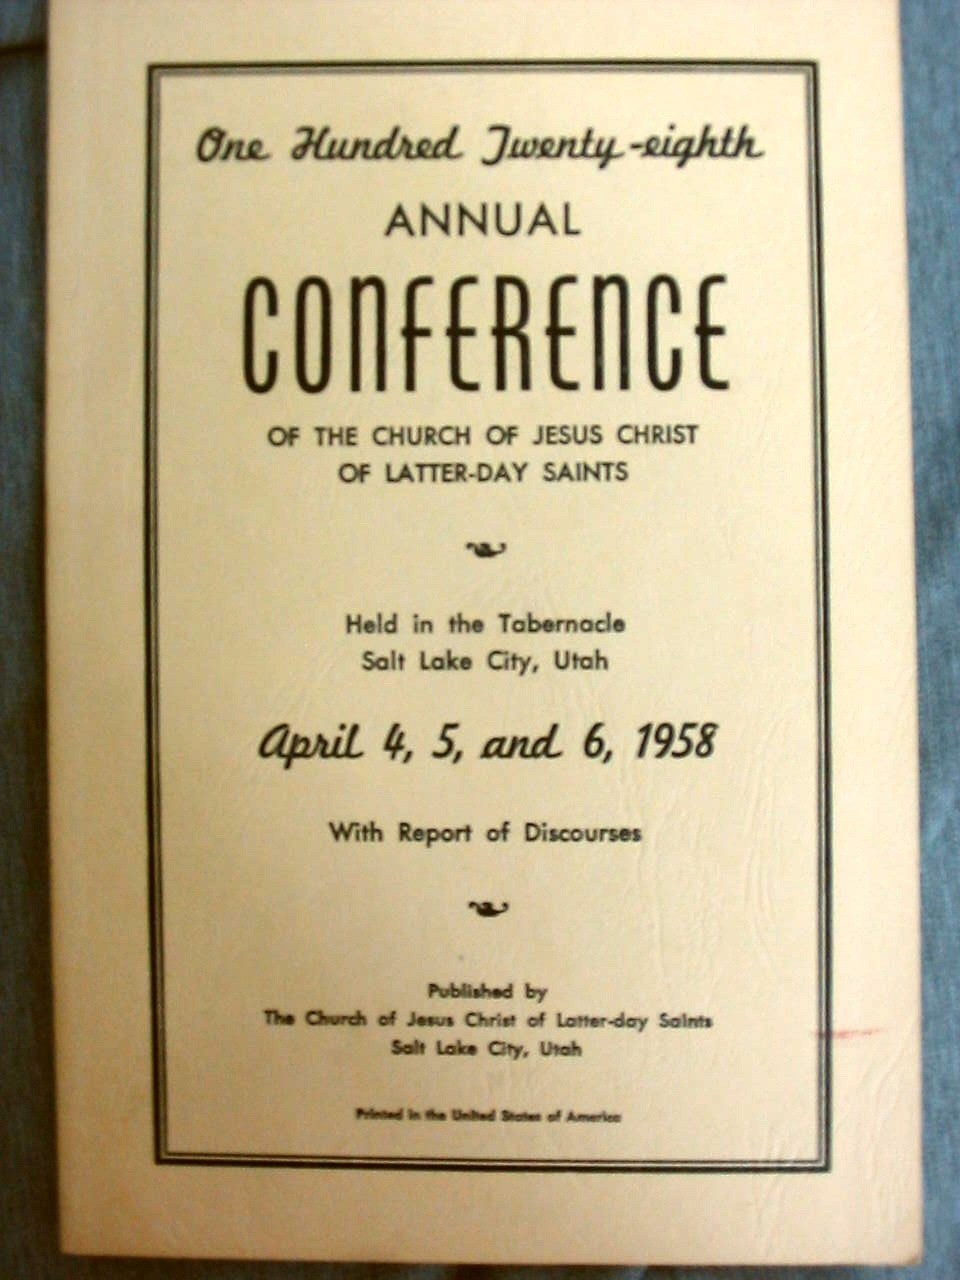 One Hundred Twenty-eighth
ANNUAL
CONFERENCE
OF THE CHURCH OF JESUS CHRIST
OF LATTER-DAY SAINTS
Held in the Tabernacle
Salt Lake City, Utah
April 4, 5, and 6, 1958
With Report of Discourses
Published by
The Church of Jesus Christ of Latter-day Saints
Salt Lake City, Utah
Printed in the United States of America